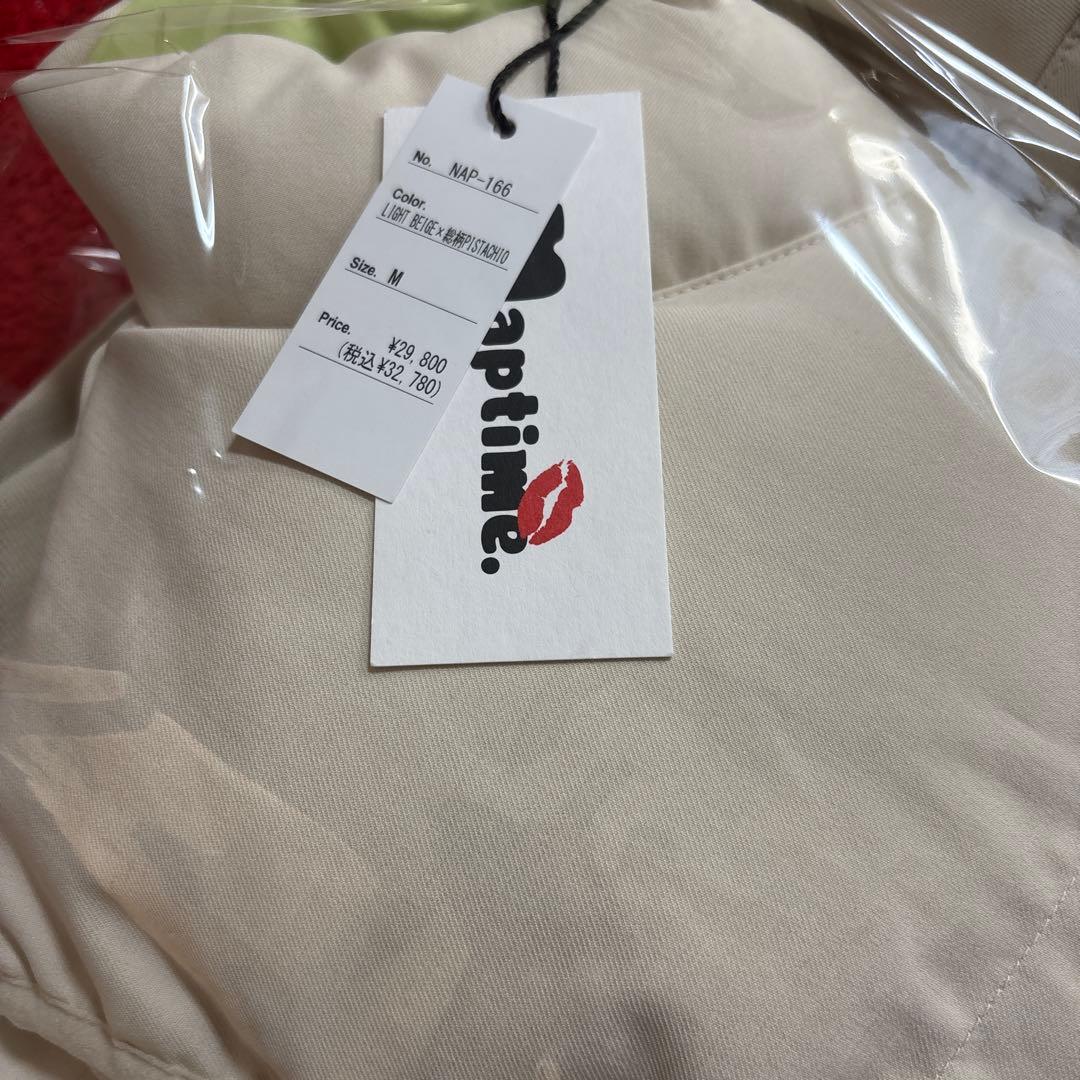 No. NAP-166
Color.
LIGHT BEIGE×総柄PISTACHIO
Size. M
Price.
¥29,800
(税込¥32,780)
aptime.